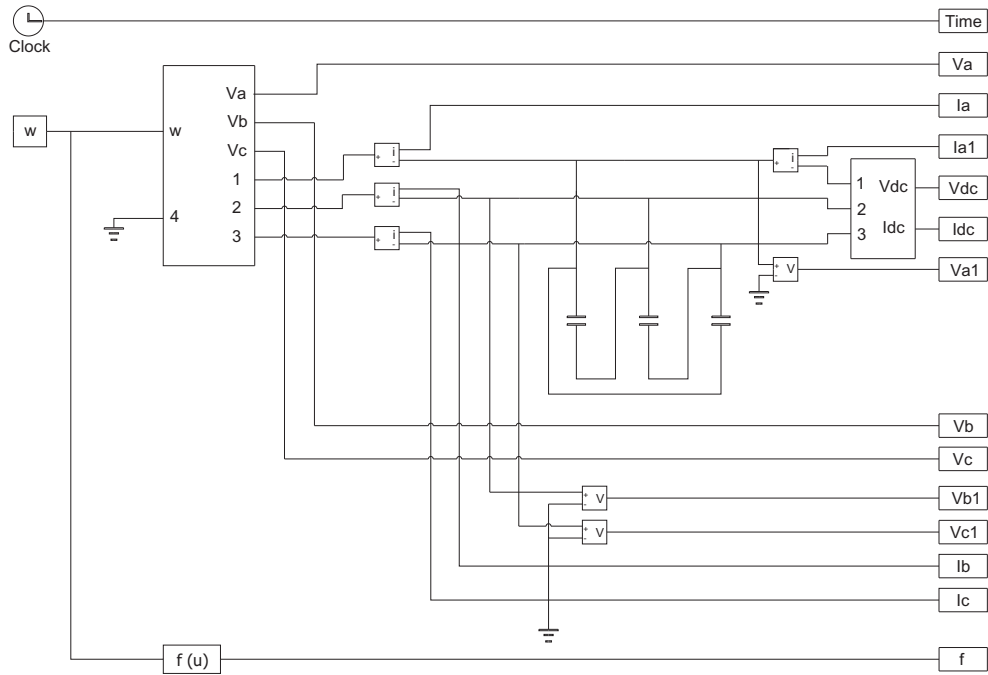 Clock
Time
Va
Ia
w
w
4
Va
Vb
Vc
1
2
3
+
i
-
+
i
-
+
i
-
+
i
-
Ia1
1
2
3
Vdc
Idc
Vdc
Idc
+
-
V
Va1
Vb
Vc
+
-
V
Vb1
+
-
V
Vc1
Ib
Ic
f (u)
f